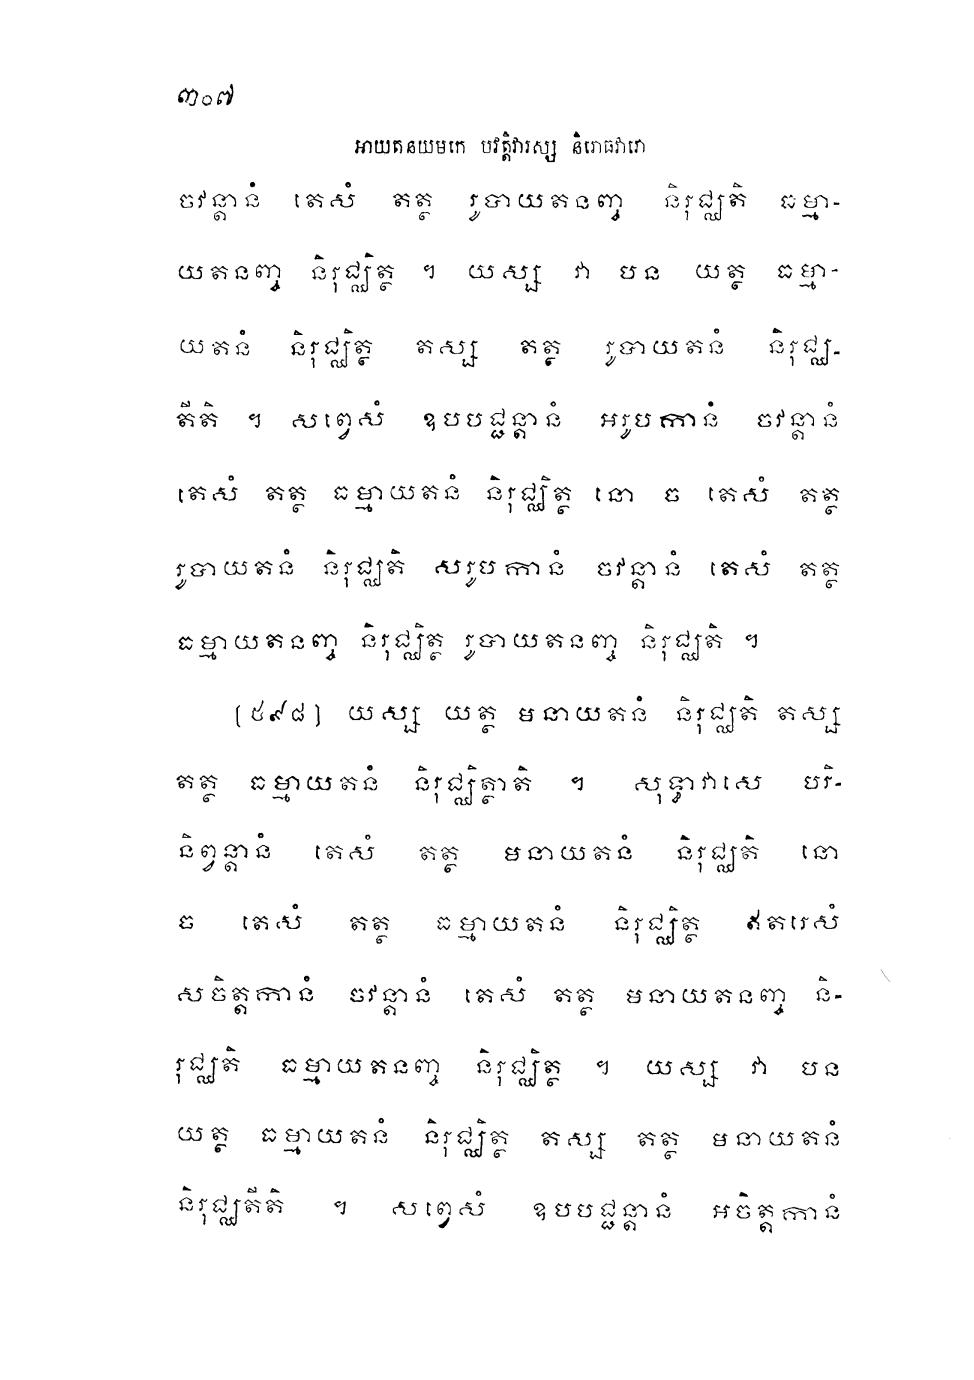 ៣០៧
អាយតនយមកេ បវត្តិវារស្ស និរោធវារោ
ចវន្តានំ តេសំ តត្ថ រូបាយតនញ្ច និរុជ្ឈតិ ធម្មា-
យតនញ្ច និរុជ្ឈិត្ថ ។ យស្ស វា បន យត្ថ ធម្មា-
យតនំ និរុជ្ឈិត្ថ តស្ស តត្ថ រូបាយតនំ និរុជ្ឈ-
តីតិ ។ សព្វេសំ ឧបបជ្ជន្តានំ អរូបកានំ ចវន្តានំ
តេសំ តត្ថ ធម្មាយតនំ និរុជ្ឈិត្ថ នោ ច តេសំ តត្ថ
រូបាយតនំ និរុជ្ឈតិ សរូបកានំ ចវន្តានំ តេសំ តត្ថ
ធម្មាយតនញ្ច និរុជ្ឈិត្ថ រូបាយតនញ្ច និរុជ្ឈតិ ។
[៥៩៨] យស្ស យត្ថ មនាយតនំ និរុជ្ឈតិ តស្ស
តត្ថ ធម្មាយតនំ និរុជ្ឈិត្ថាតិ ។ សុទ្ធាវាសេ បរិ-
និព្វន្តានំ តេសំ តត្ថ មនាយតនំ និរុជ្ឈតិ នោ
ច តេសំ តត្ថ ធម្មាយតនំ និរុជ្ឈិត្ថ ឥតរេសំ
សចិត្តកានំ ចវន្តានំ តេសំ តត្ថ មនាយតនញ្ច និ-
រុជ្ឈតិ ធម្មាយតនញ្ច និរុជ្ឈិត្ថ ។ យស្ស វា បន
យត្ថ ធម្មាយតនំ និរុជ្ឈិត្ថ តស្ស តត្ថ មនាយតនំ
និរុជ្ឈតីតិ ។ សព្វេសំ ឧបបជ្ជន្តានំ អចិត្តកានំ